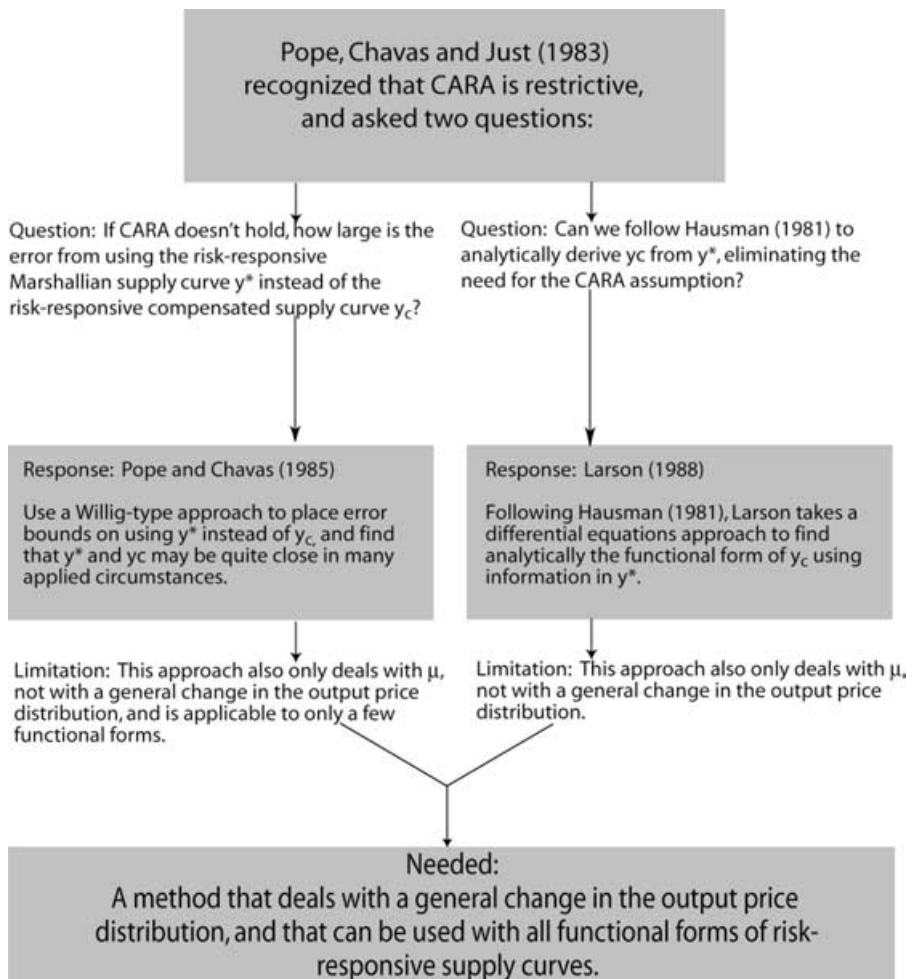 Pope, Chavas and Just (1983)
recognized that CARA is restrictive,
and asked two questions:
Question: If CARA doesn't hold, how large is the
error from using the risk-responsive
Marshallian supply curve y* instead of the
risk-responsive compensated supply curve yc?
Question: Can we follow Hausman (1981) to
analytically derive yc from y*, eliminating the
need for the CARA assumption?
Response: Pope and Chavas (1985)
Use a Willig-type approach to place error
bounds on using y* instead of yc, and find
that y* and yc may be quite close in many
applied circumstances.
Response: Larson (1988)
Following Hausman (1981), Larson takes a
differential equations approach to find
analytically the functional form of yc using
information in y*.
Limitation: This approach also only deals with μ,
not with a general change in the output price
distribution, and is applicable to only a few
functional forms.
Limitation: This approach also only deals with μ,
not with a general change in the output price
distribution.
Needed:
A method that deals with a general change in the output price
distribution, and that can be used with all functional forms of risk-
responsive supply curves.